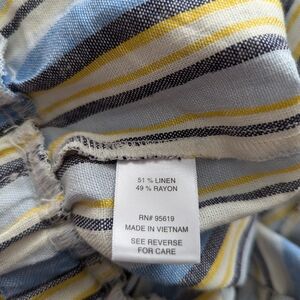 51 % LINEN
49 % RAYON
RN# 95619
MADE IN VIETNAM
SEE REVERSE
FOR CARE